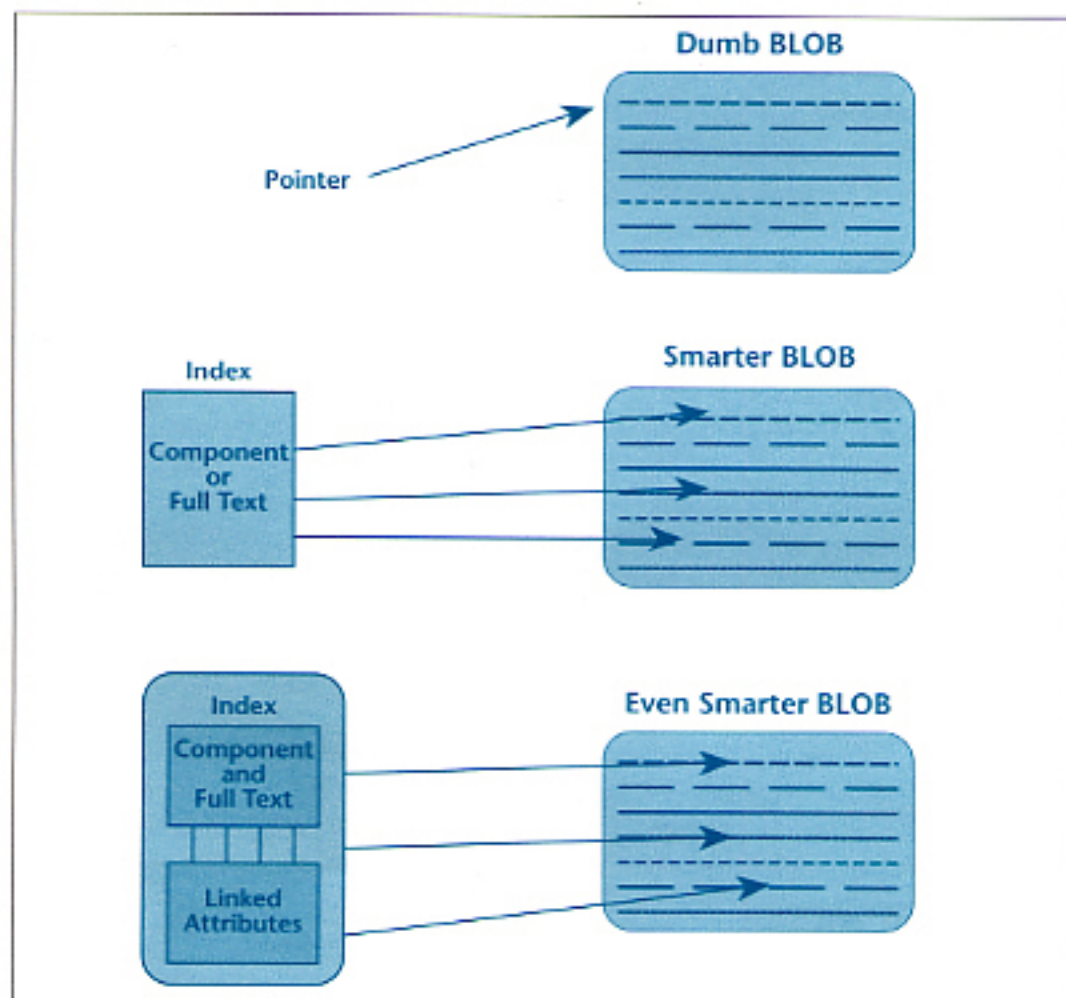 Dumb BLOB
Pointer
Smarter BLOB
Index
Component
or
Full Text
Even Smarter BLOB
Index
Component
and
Full Text
Linked
Attributes